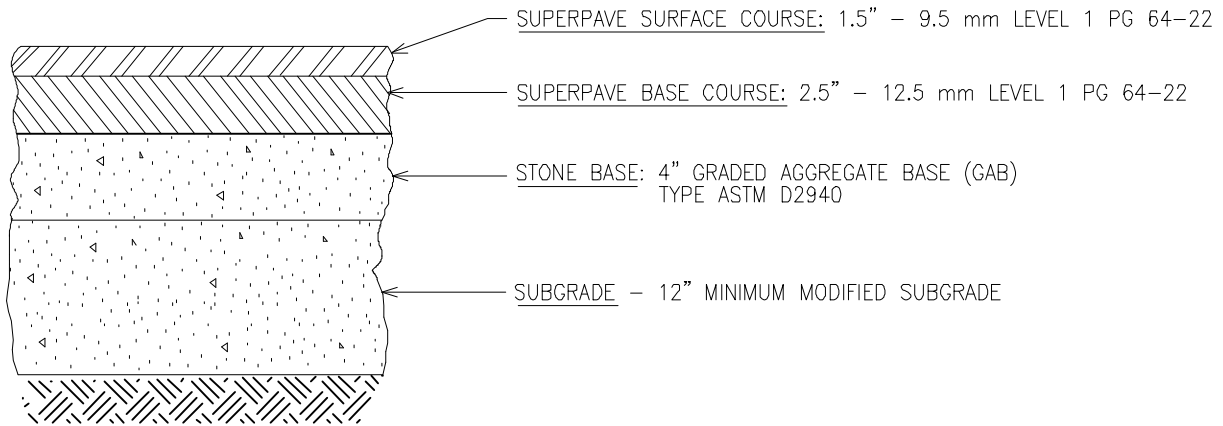 SUPERPAVE SURFACE COURSE: 1.5” – 9.5 mm LEVEL 1 PG 64–22
SUPERPAVE BASE COURSE: 2.5” – 12.5 mm LEVEL 1 PG 64–22
STONE BASE: 4” GRADED AGGREGATE BASE (GAB)
TYPE ASTM D2940
SUBGRADE – 12” MINIMUM MODIFIED SUBGRADE